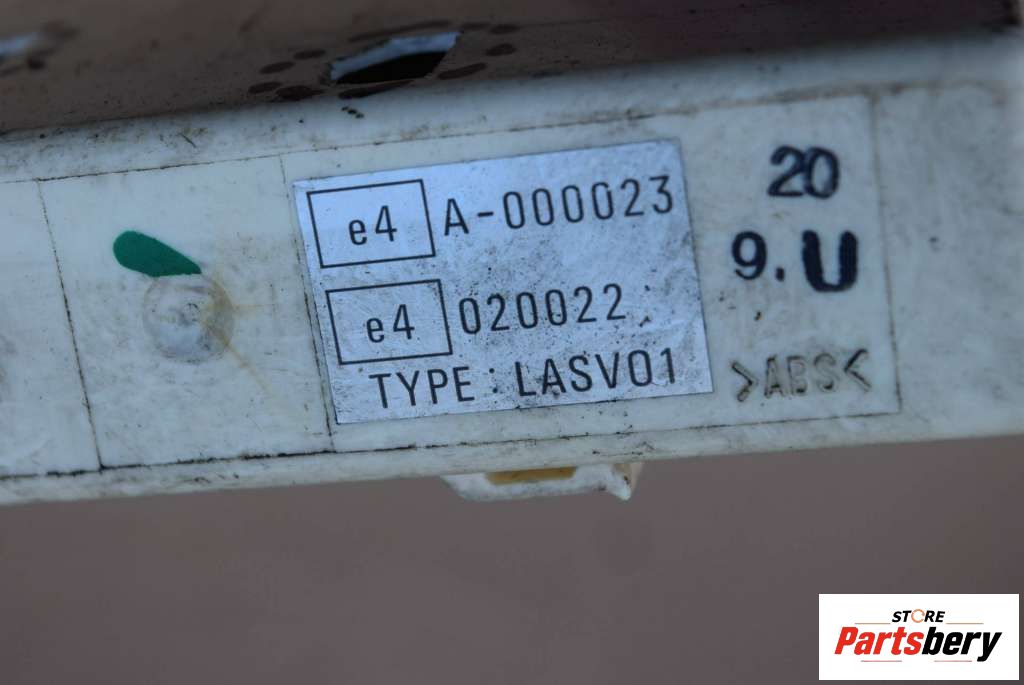 e4 A-000023
e4 020022
TYPE: LASV01
20
9.U
>ABS<
STORE
Partsbery